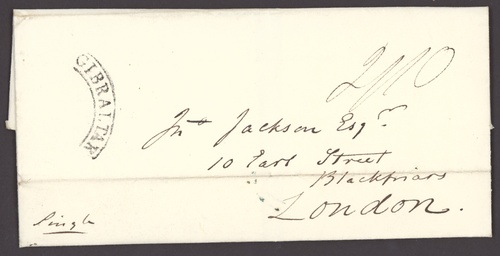 GIBRALTAR
2/10
Jno Jackson Esqr.
10 Earl Street
Blackfriars
London.
Single